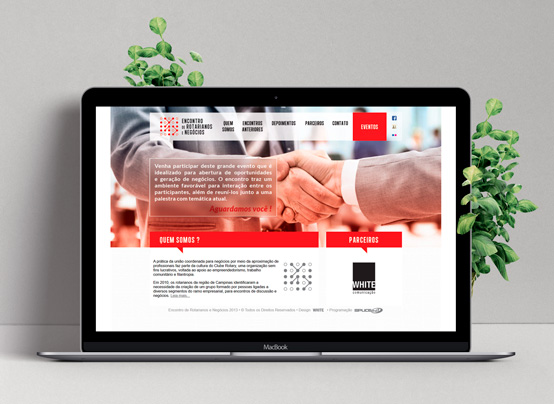 ENCONTRO
DE ROTARIANOS
E NEGÓCIOS
QUEM
SOMOS
ENCONTROS
ANTERIORES
DEPOIMENTOS
PARCEIROS
CONTATO
EVENTOS
Venha participar deste grande evento que é
idealizado para abertura de oportunidades
e geração de negócios. O encontro traz um
ambiente favorável para interação entre os
participantes, além de reuni-los junto a uma
palestra com temática atual.
Aguardamos você !
QUEM SOMOS ?
PARCEIROS
A prática da união coordenada para negócios por meio da aproximação de
profissionais faz parte da cultura do Clube Rotary, uma organização sem
fins lucrativos, voltada ao apoio ao empreendedorismo, trabalho
comunitário e filantropia.
Em 2010, os rotarianos da região de Campinas identificaram a
necessidade da criação de um grupo formado por pessoas ligadas a
diversos segmentos do ramo empresarial, para encontros de discussão e
negócios. Leia mais...
WHITE
comunicação
Encontro de Rotarianos e Negócios 2013 | © Todos os Direitos Reservados • Design WHITE • Programação
MacBook